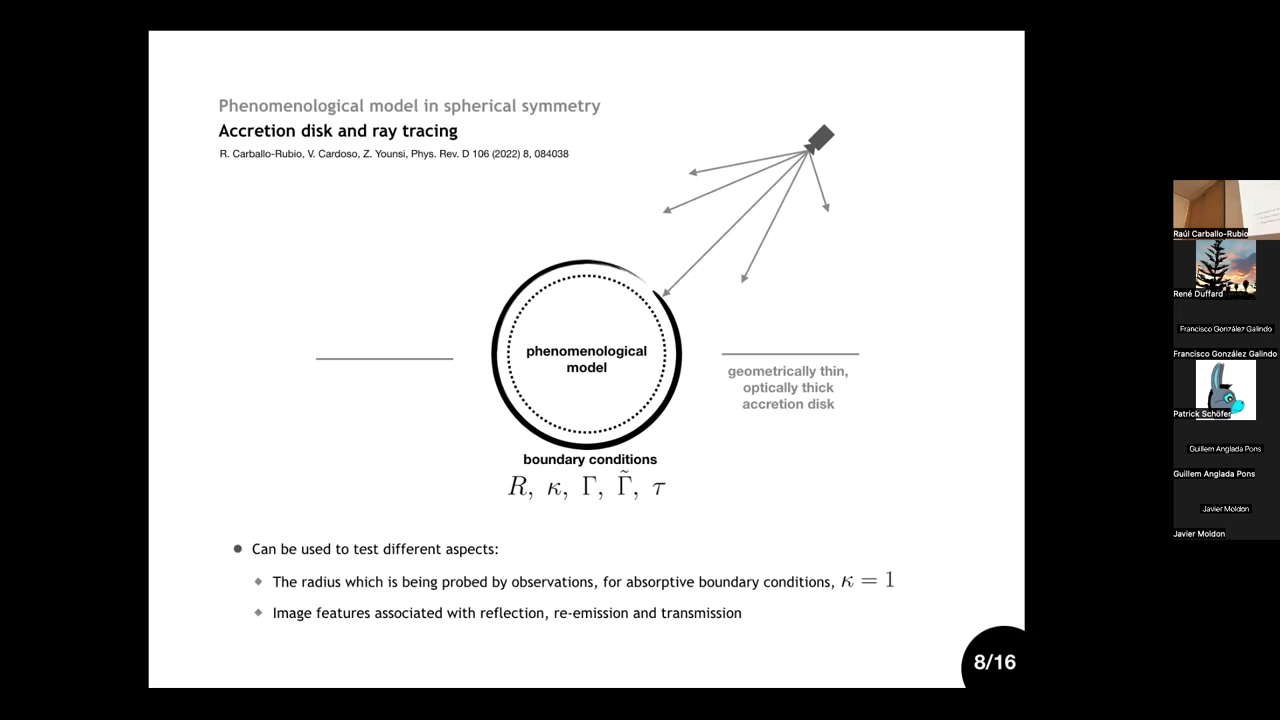 Phenomenological model in spherical symmetry
Accretion disk and ray tracing
R. Carballo-Rubio, V. Cardoso, Z. Younsi, Phys. Rev. D 106 (2022) 8, 084038
phenomenological
model
geometrically thin,
optically thick
accretion disk
boundary conditions
R, κ, Γ, Γ̃, τ
● Can be used to test different aspects:
◆ The radius which is being probed by observations, for absorptive boundary conditions, κ = 1
◆ Image features associated with reflection, re-emission and transmission
8/16
Raúl Carballo-Rubio
René Duffard
Francisco González Galindo
Francisco González Galindo
Patrick Schöfer
Guillem Anglada Pons
Guillem Anglada Pons
Javier Moldon
Javier Moldon